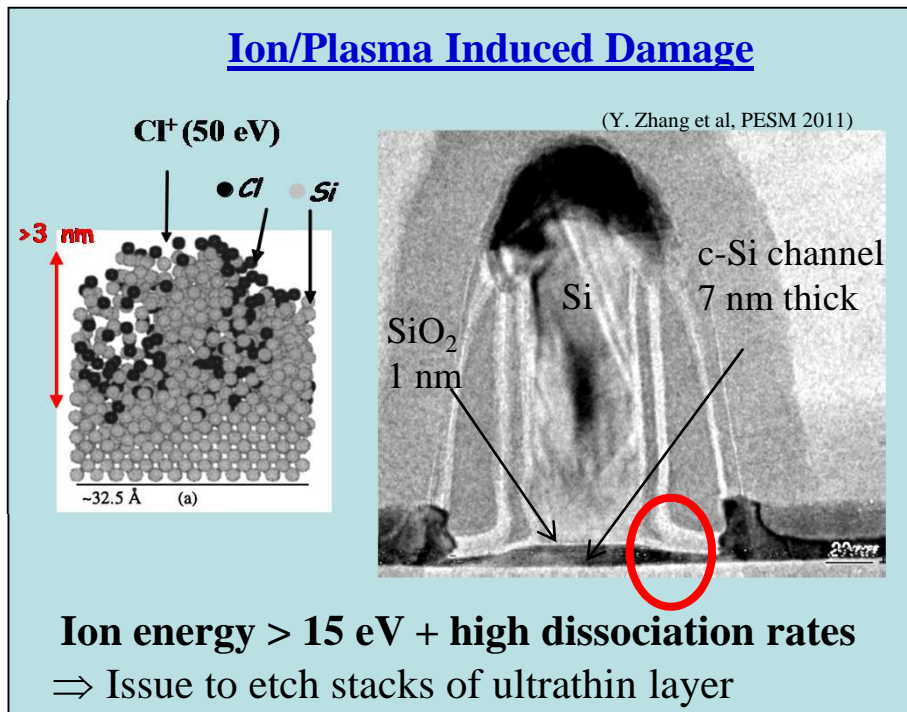 Ion/Plasma Induced Damage
(Y. Zhang et al, PESM 2011)
Cl⁺ (50 eV)
Cl Si
>3 nm
~32.5 Å (a)
c-Si channel
7 nm thick
Si
SiO₂
1 nm
20 nm
Ion energy > 15 eV + high dissociation rates
⇒ Issue to etch stacks of ultrathin layer